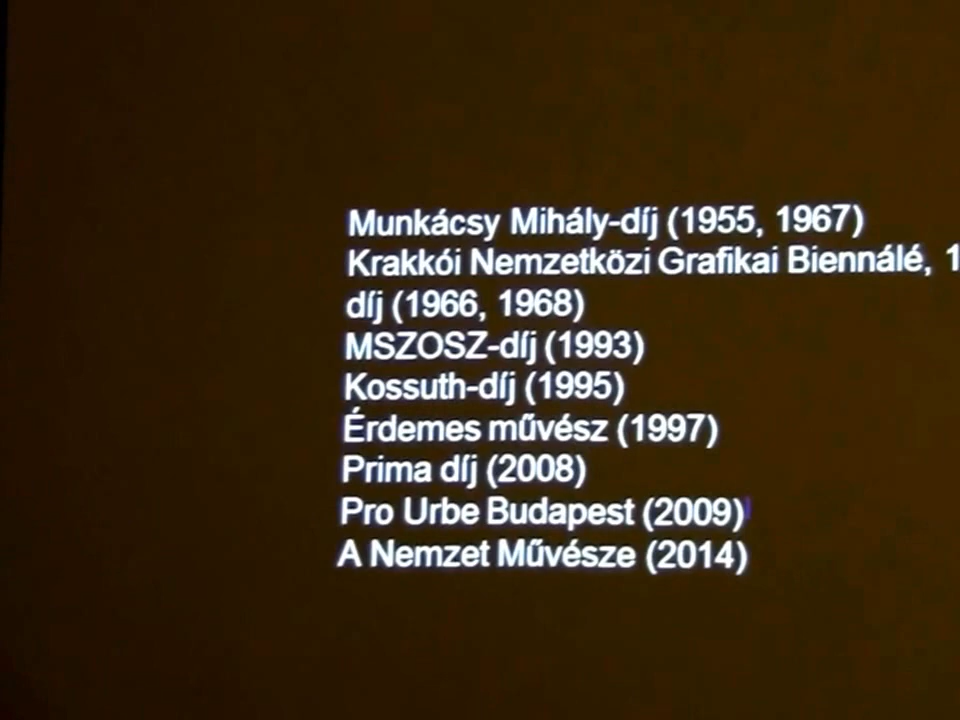 Munkácsy Mihály-díj (1955, 1967)
Krakkói Nemzetközi Grafikai Biennálé, 1
díj (1966, 1968)
MSZOSZ-díj (1993)
Kossuth-díj (1995)
Érdemes művész (1997)
Prima díj (2008)
Pro Urbe Budapest (2009)
A Nemzet Művésze (2014)